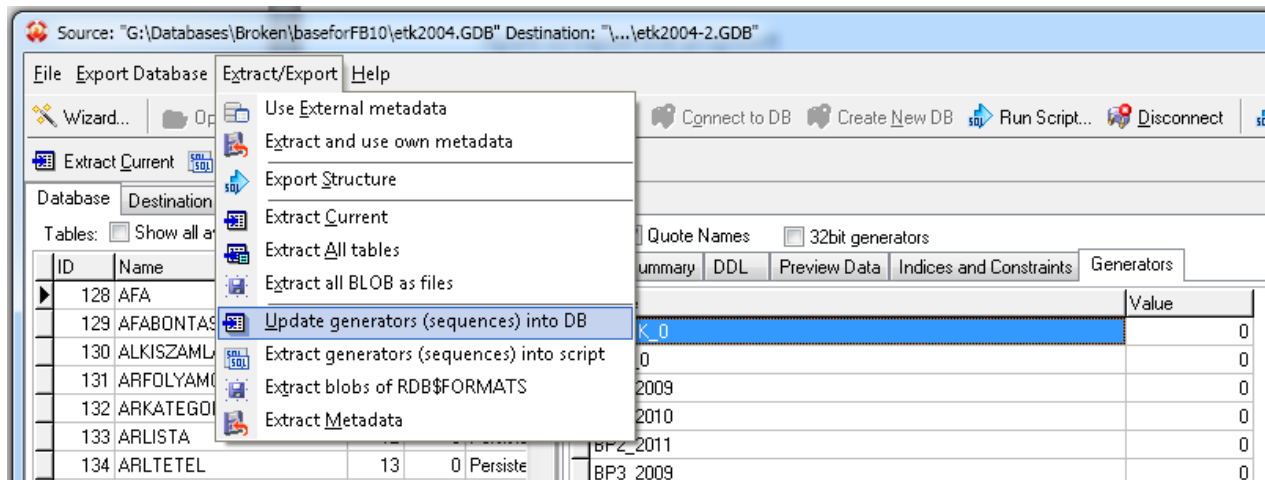 Source: "G:\Databases\Broken\baseforFB10\etk2004.GDB" Destination: "\...\etk2004-2.GDB"
File Export Database Extract/Export Help
Wizard... Connect to DB Create New DB Run Script... Disconnect
Extract Current
Database Destination
Tables: Show all Quote Names 32bit generators
ID Name Summary DDL Preview Data Indices and Constraints Generators
Value
Use External metadata
Extract and use own metadata
Export Structure
Extract Current
Extract All tables
Extract all BLOB as files
Update generators (sequences) into DB
Extract generators (sequences) into script
Extract blobs of RDB$FORMATS
Extract Metadata
128 AFA K_0 0
129 AFABONTAS _0 0
130 ALKISZAML 2009 0
131 ARFOLYAM 2010 0
132 ARKATEGO
133 ARLISTA BP2_2011 0
134 ARLTETEL 13 0 Persiste BP3_2009 0